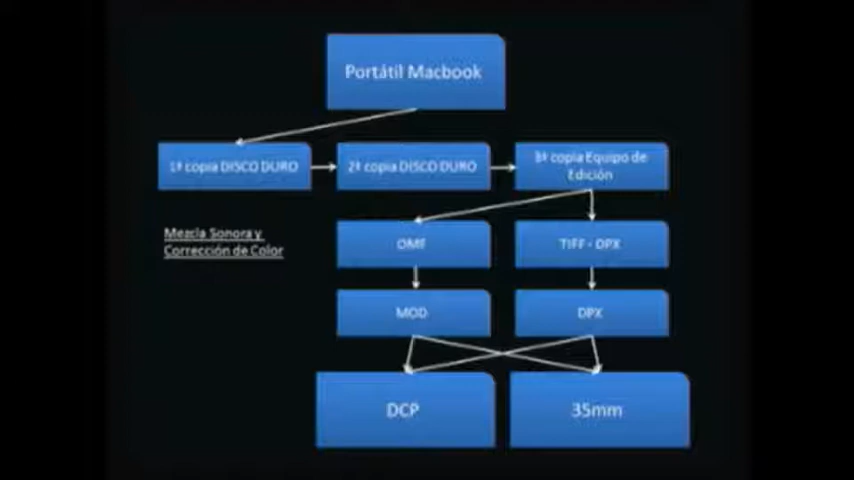 Portátil Macbook
1ª copia DISCO DURO
2ª copia DISCO DURO
3ª copia Equipo de
Edición
Mezcla Sonora y
Corrección de Color
OMF
TIFF - DPX
MOD
DPX
DCP
35mm